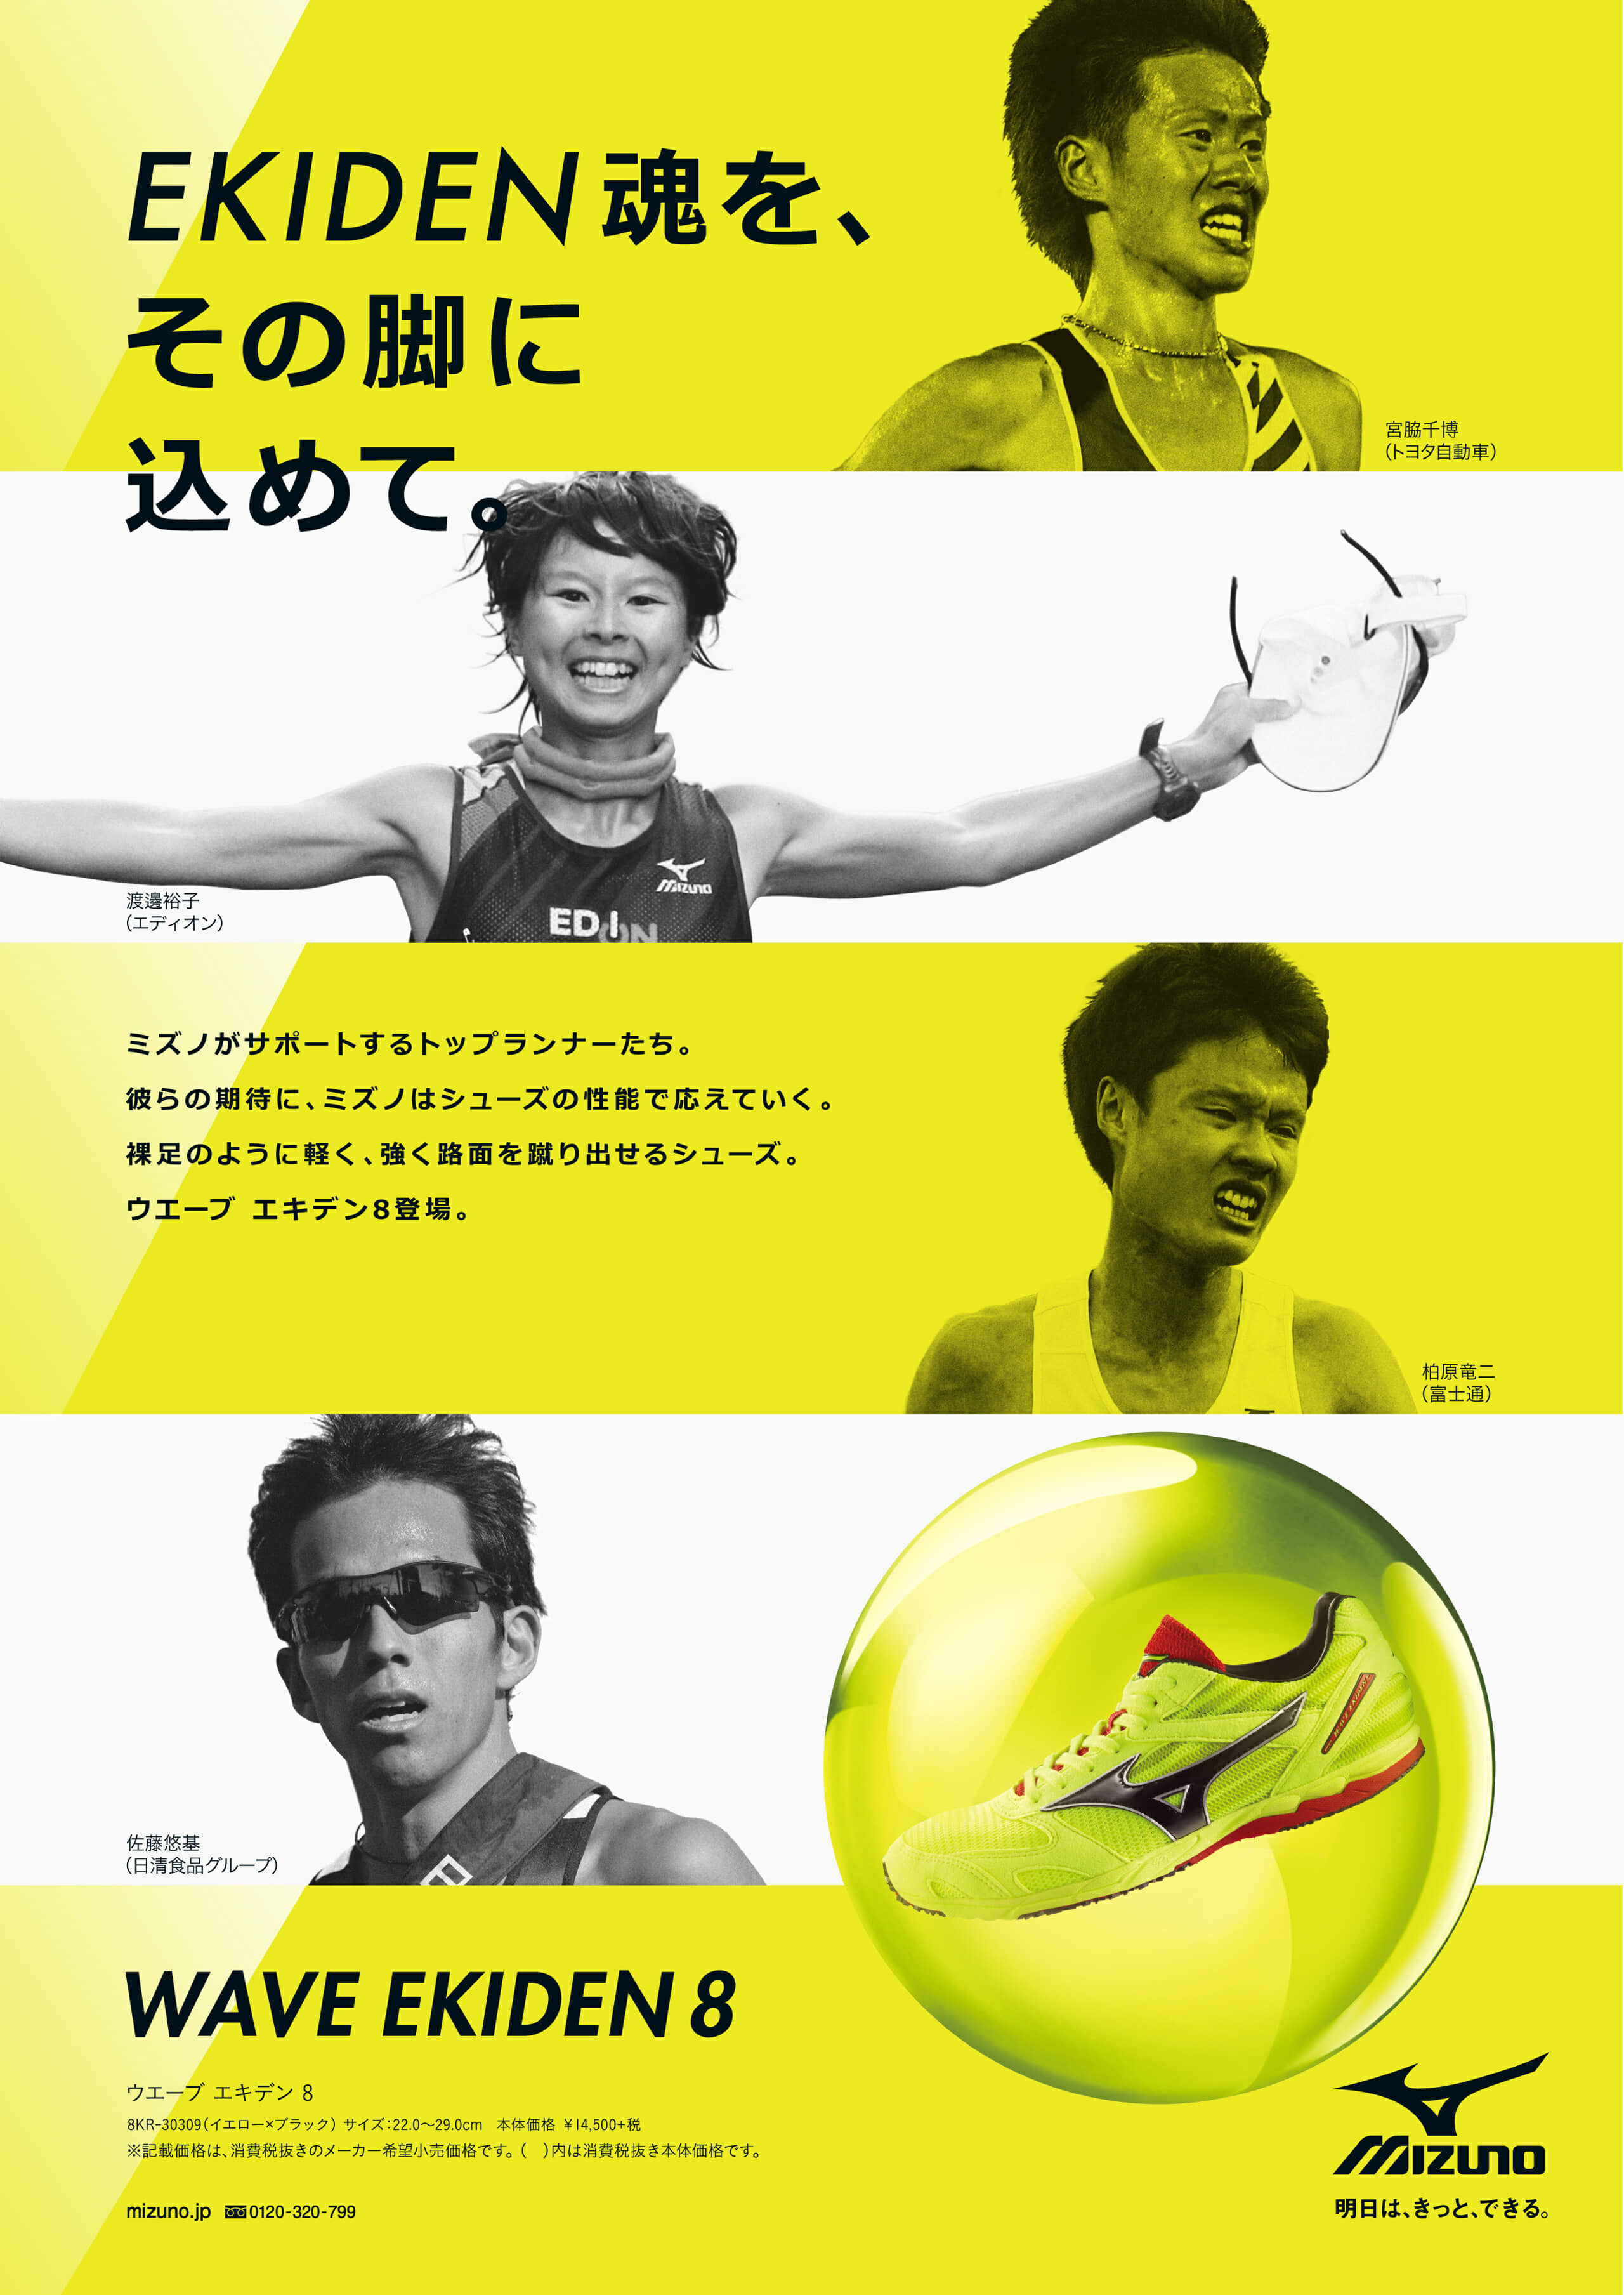 EKIDEN魂を、
その脚に
込めて。
宮脇千博
（トヨタ自動車）
MIZUNO
EDION
渡邊裕子
（エディオン）
ミズノがサポートするトップランナーたち。
彼らの期待に、ミズノはシューズの性能で応えていく。
裸足のように軽く、強く路面を蹴り出せるシューズ。
ウエーブ エキデン8登場。
柏原竜二
（富士通）
佐藤悠基
（日清食品グループ）
WAVE EKIDEN
WAVE EKIDEN 8
ウエーブ エキデン 8
8KR-30309（イエロー×ブラック） サイズ：22.0〜29.0cm 本体価格 ¥14,500+税
※記載価格は、消費税抜きのメーカー希望小売価格です。（　）内は消費税抜き本体価格です。
mizuno.jp 0120-320-799
MIZUNO
明日は、きっと、できる。